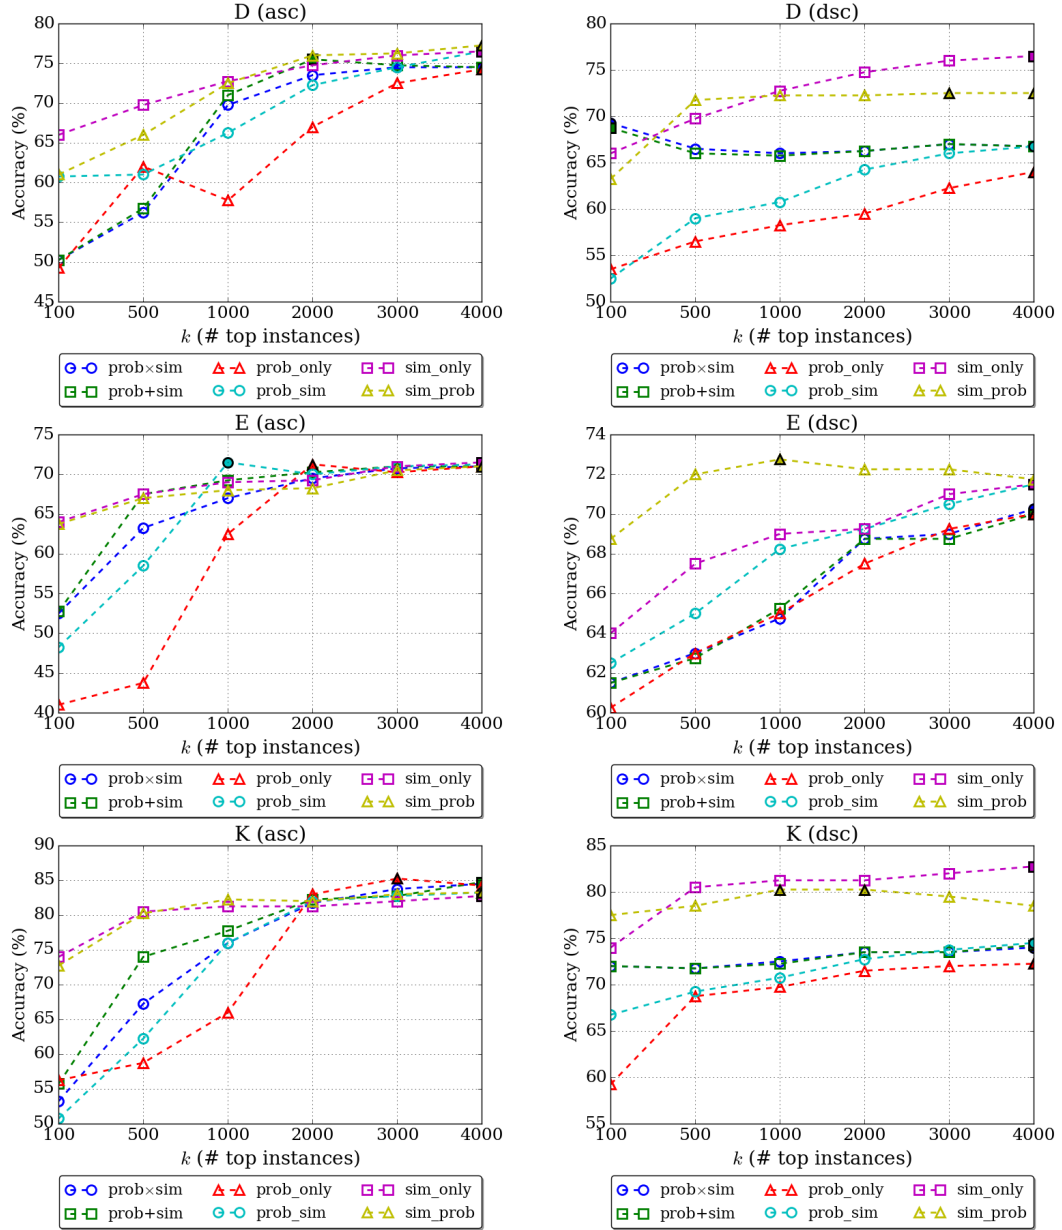 D (asc)
80
75
70
65
60
55
50
45
Accuracy (%)
100 500 1000 2000 3000 4000
k (# top instances)
prob×sim prob_only sim_only
prob+sim prob_sim sim_prob
D (dsc)
80
75
70
65
60
55
50
Accuracy (%)
100 500 1000 2000 3000 4000
k (# top instances)
prob×sim prob_only sim_only
prob+sim prob_sim sim_prob
E (asc)
75
70
65
60
55
50
45
40
Accuracy (%)
100 500 1000 2000 3000 4000
k (# top instances)
prob×sim prob_only sim_only
prob+sim prob_sim sim_prob
E (dsc)
74
72
70
68
66
64
62
60
Accuracy (%)
100 500 1000 2000 3000 4000
k (# top instances)
prob×sim prob_only sim_only
prob+sim prob_sim sim_prob
K (asc)
90
85
80
75
70
65
60
55
50
Accuracy (%)
100 500 1000 2000 3000 4000
k (# top instances)
prob×sim prob_only sim_only
prob+sim prob_sim sim_prob
K (dsc)
85
80
75
70
65
60
55
Accuracy (%)
100 500 1000 2000 3000 4000
k (# top instances)
prob×sim prob_only sim_only
prob+sim prob_sim sim_prob